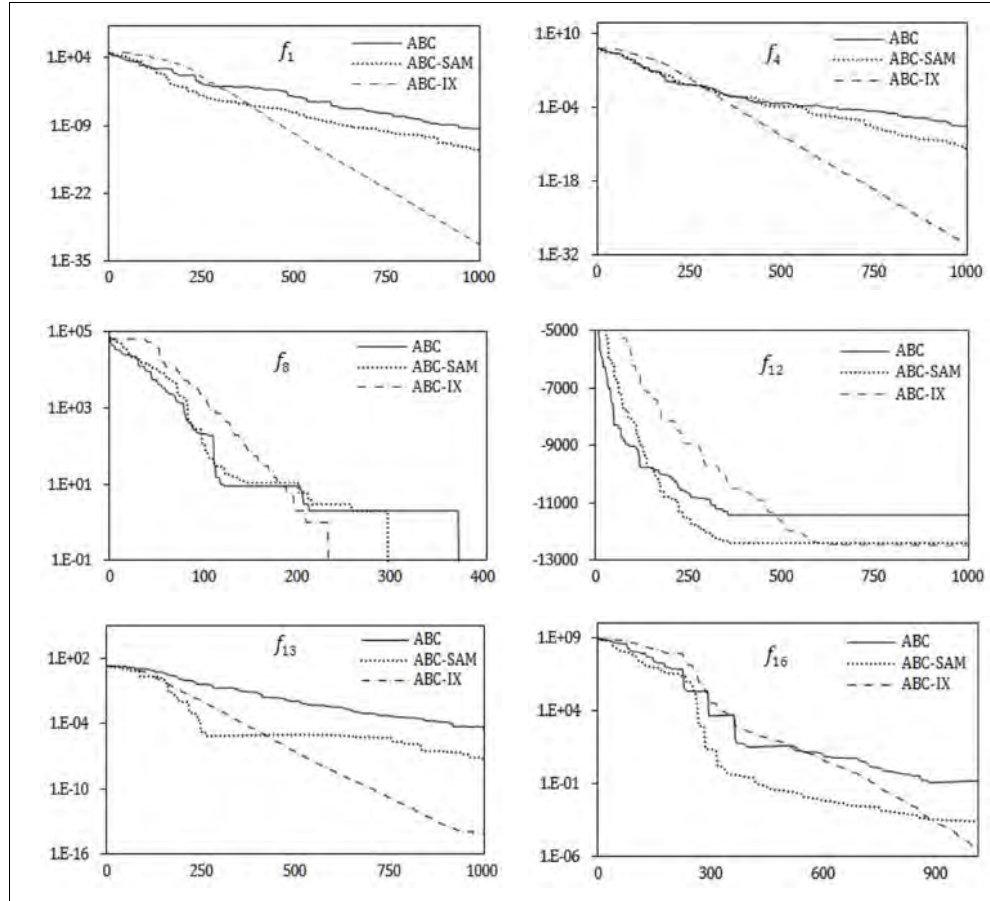 f1
ABC
ABC-SAM
ABC-IX
1.E+04
1.E-09
1.E-22
1.E-35
0 250 500 750 1000
f4
ABC
ABC-SAM
ABC-IX
1.E+10
1.E-04
1.E-18
1.E-32
0 250 500 750 1000
f8
ABC
ABC-SAM
ABC-IX
1.E+05
1.E+03
1.E+01
1.E-01
0 100 200 300 400
f12
ABC
ABC-SAM
ABC-IX
-5000
-7000
-9000
-11000
-13000
0 250 500 750 1000
f13
ABC
ABC-SAM
ABC-IX
1.E+02
1.E-04
1.E-10
1.E-16
0 250 500 750 1000
f16
ABC
ABC-SAM
ABC-IX
1.E+09
1.E+04
1.E-01
1.E-06
0 300 600 900